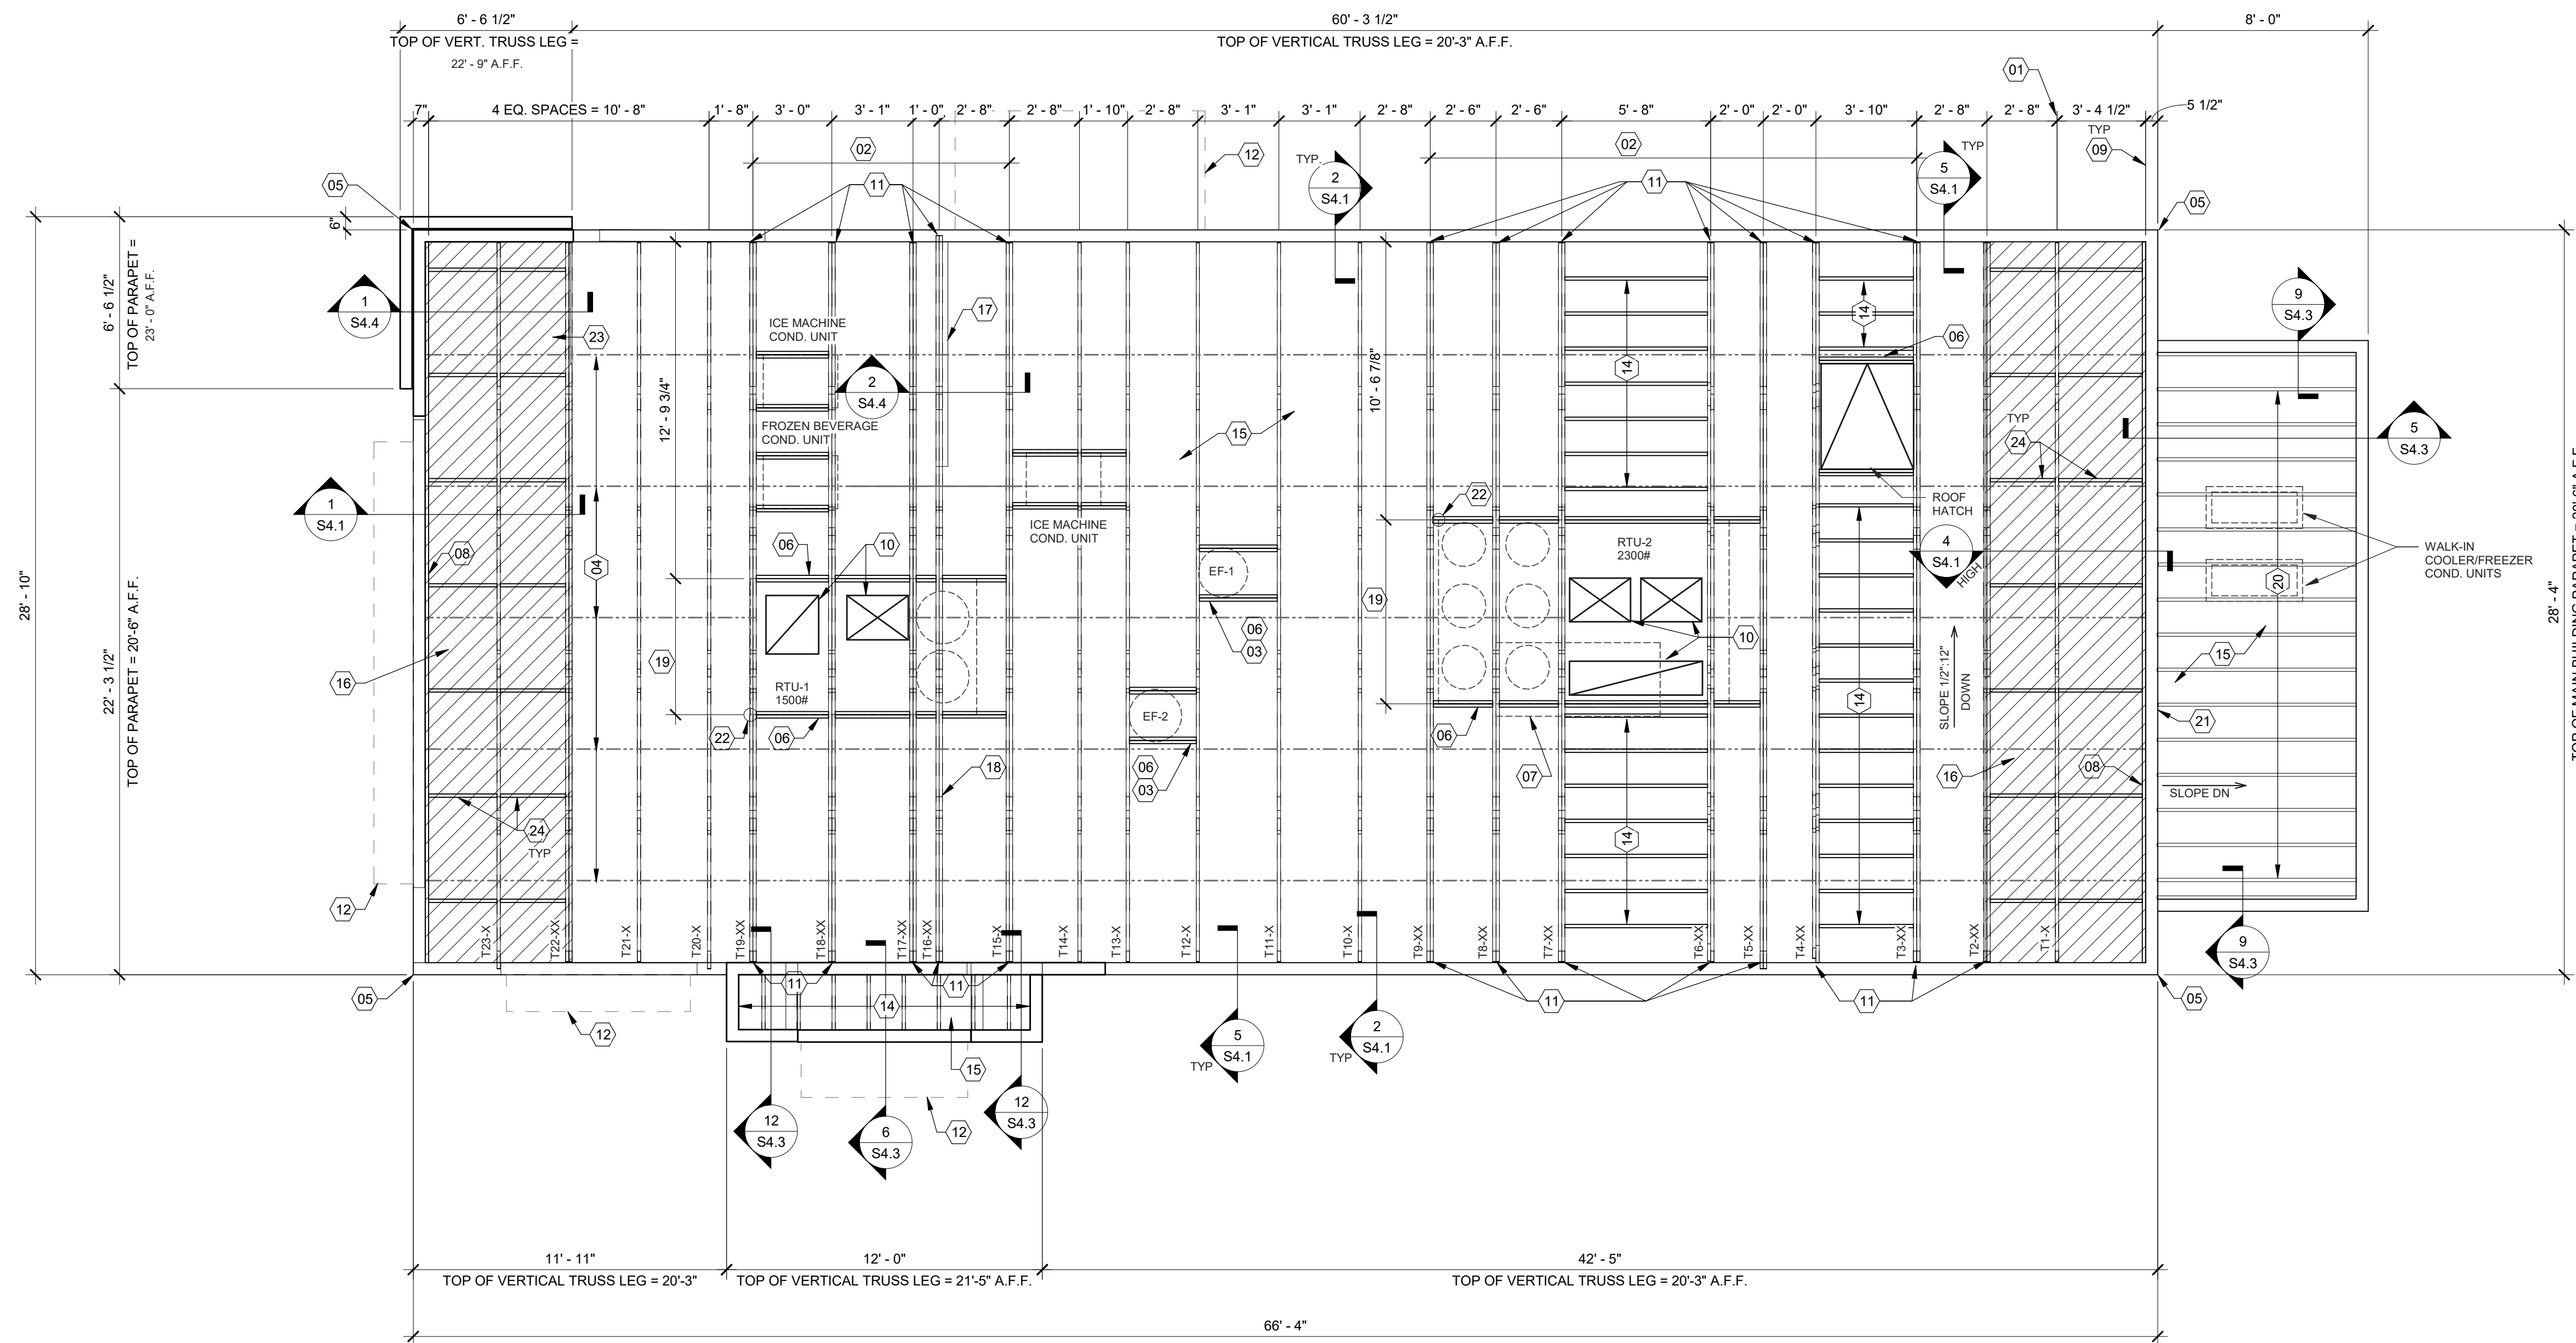 6' - 6 1/2"
60' - 3 1/2"
8' - 0"
TOP OF VERT. TRUSS LEG =
22' - 9" A.F.F.
TOP OF VERTICAL TRUSS LEG = 20'-3" A.F.F.
01
7"
4 EQ. SPACES = 10' - 8"
1' - 8"
3' - 0"
3' - 1"
1' - 0"
2' - 8"
2' - 8"
1' - 10"
2' - 8"
3' - 1"
3' - 1"
2' - 8"
2' - 6"
2' - 6"
5' - 8"
2' - 0"
2' - 0"
3' - 10"
2' - 8"
2' - 8"
3' - 4 1/2"
5 1/2"
TYP
09
02
12
TYP.
2
S4.1
02
5
S4.1
TYP
05
11
11
05
6"
6' - 6 1/2"
TOP OF PARAPET =
23' - 0" A.F.F.
1
S4.4
23
ICE MACHINE
COND. UNIT
17
14
14
06
9
S4.3
2
S4.4
12' - 9 3/4"
10' - 6 7/8"
FROZEN BEVERAGE
COND. UNIT
15
TYP
24
5
S4.3
1
S4.1
22
ROOF
HATCH
ICE MACHINE
COND. UNIT
08
06
10
RTU-2
2300#
4
S4.1
HIGH
WALK-IN
COOLER/FREEZER
COND. UNITS
04
EF-1
20
28' - 10"
28' - 4"
19
06
03
10
19
SLOPE 1/2":12"
DOWN
15
16
RTU-1
1500#
14
22' - 3 1/2"
TOP OF PARAPET = 20'-6" A.F.F.
22
06
EF-2
06
21
18
06
03
07
16
08
SLOPE DN
24
TYP
14
12
T23-X
T22-XX
T21-X
T20-X
T19-XX
T18-XX
T17-XX
T16-XX
T15-X
T14-X
T13-X
T12-X
T11-X
T10-X
T9-XX
T8-XX
T7-XX
T6-XX
T5-XX
T4-XX
T3-XX
T2-XX
T1-X
9
S4.3
05
11
11
14
11
11
05
12
15
5
S4.1
TYP
2
S4.1
TYP
12
S4.3
6
S4.3
12
12
S4.3
11' - 11"
12' - 0"
42' - 5"
TOP OF VERTICAL TRUSS LEG = 20'-3"
TOP OF VERTICAL TRUSS LEG = 21'-5" A.F.F.
TOP OF VERTICAL TRUSS LEG = 20'-3" A.F.F.
66' - 4"